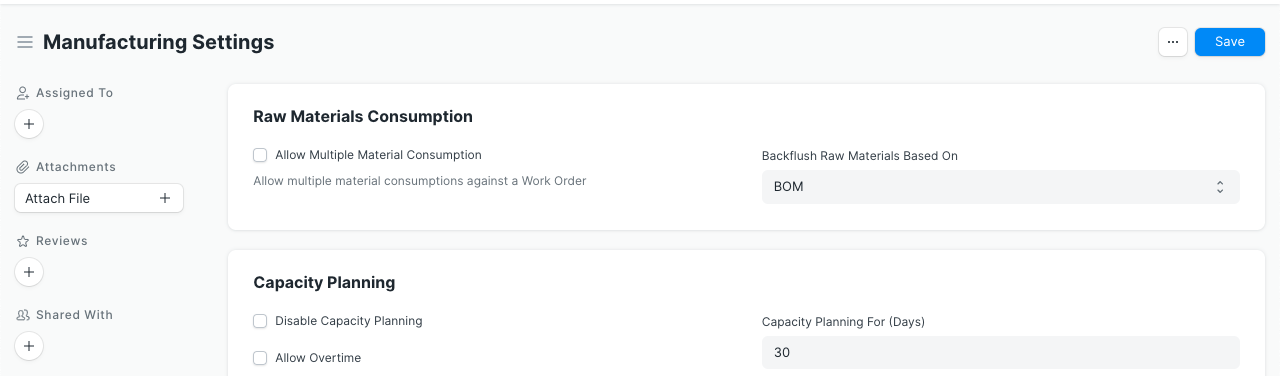 Manufacturing Settings
Save
Assigned To
Attachments
Attach File
Reviews
Shared With
Raw Materials Consumption
Allow Multiple Material Consumption
Allow multiple material consumptions against a Work Order
Backflush Raw Materials Based On
BOM
Capacity Planning
Disable Capacity Planning
Allow Overtime
Capacity Planning For (Days)
30